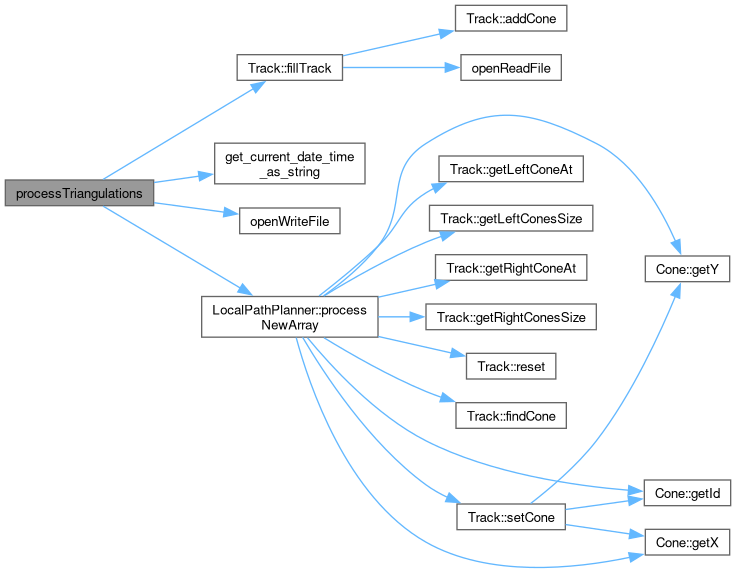 Track::addCone
Track::fillTrack
openReadFile
get_current_date_time
_as_string
Track::getLeftConeAt
processTriangulations
Track::getLeftConesSize
openWriteFile
Track::getRightConeAt
Cone::getY
LocalPathPlanner::process
NewArray
Track::getRightConesSize
Track::reset
Track::findCone
Cone::getId
Track::setCone
Cone::getX